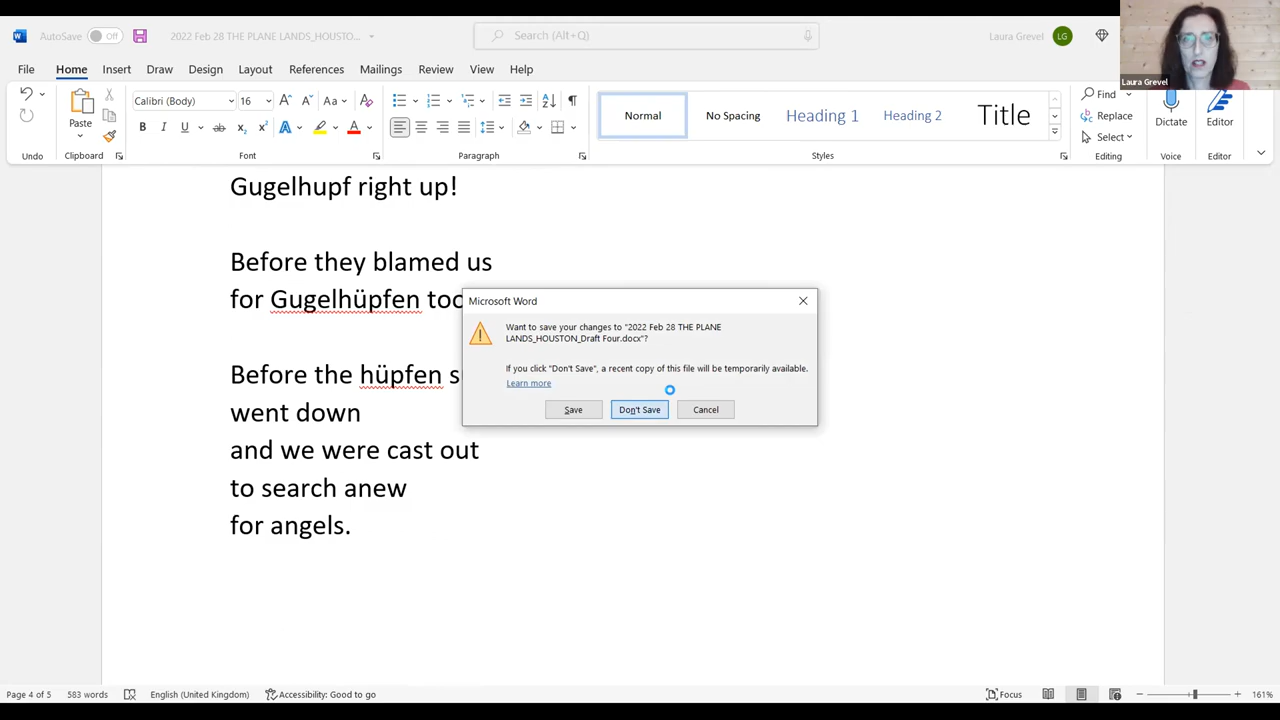 AutoSave Off 2022 Feb 28 THE PLANE LANDS_HOUSTO... Search (Alt+Q) Laura Grevel LG
Laura Grevel
File Home Insert Draw Design Layout References Mailings Review View Help
Paste Calibri (Body) 16 Aa
B I U ab x₂ x² A A
Normal No Spacing Heading 1 Heading 2 Title
Find
Replace
Select
Dictate Editor
Undo Clipboard Font Paragraph Styles Editing Voice Editor
Gugelhupf right up!
Before they blamed us
for Gugelhüpfen too
Before the hüpfen s
went down
and we were cast out
to search anew
for angels.
Microsoft Word
Want to save your changes to "2022 Feb 28 THE PLANE
LANDS_HOUSTON_Draft Four.docx"?
If you click "Don't Save", a recent copy of this file will be temporarily available.
Learn more
Save Don't Save Cancel
Page 4 of 5 583 words English (United Kingdom) Accessibility: Good to go Focus 161%